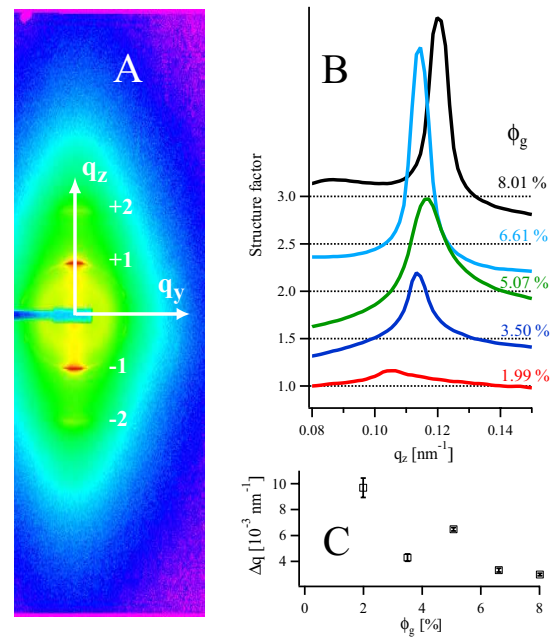 A
q_z
+2
+1
q_y
-1
-2
B
ϕ_g
Structure factor
3.0
2.5
2.0
1.5
1.0
8.01 %
6.61 %
5.07 %
3.50 %
1.99 %
0.08 0.10 0.12 0.14
q_z [nm⁻¹]
C
Δq [10⁻³ nm⁻¹]
10
8
6
4
0 2 4 6 8
ϕ_g [%]